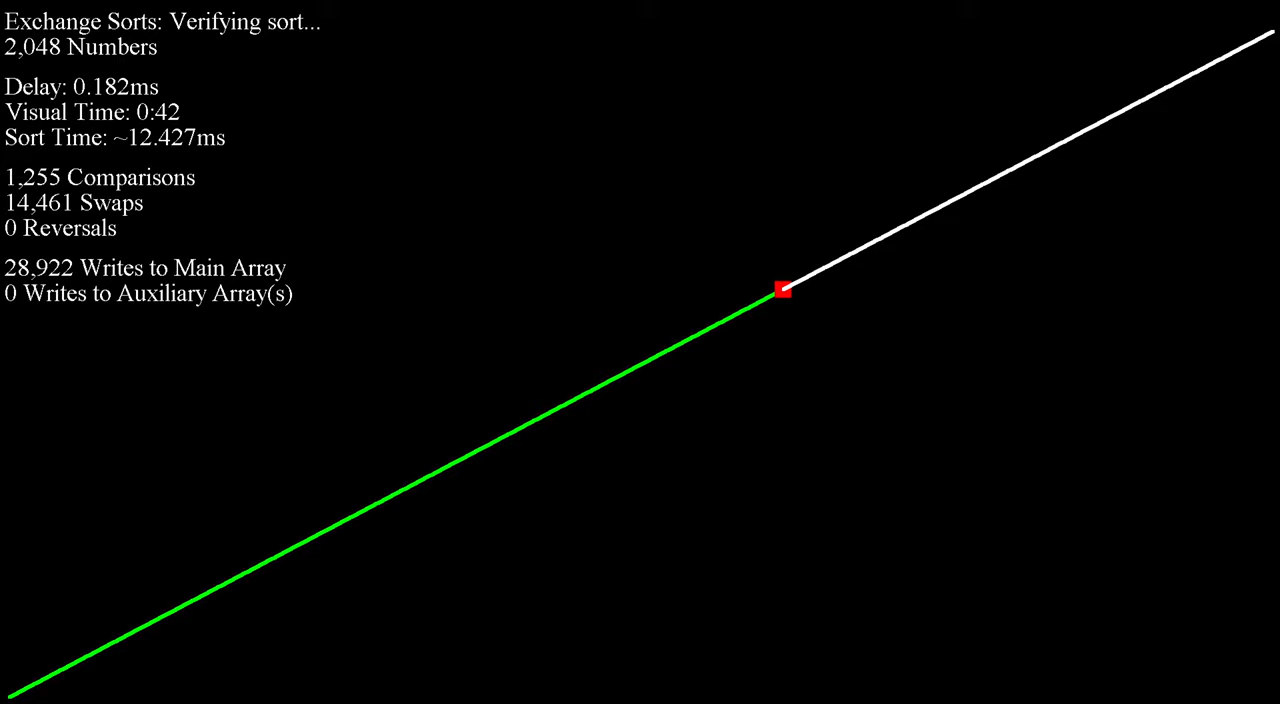 Exchange Sorts: Verifying sort...
2,048 Numbers
Delay: 0.182ms
Visual Time: 0:42
Sort Time: ~12.427ms
1,255 Comparisons
14,461 Swaps
0 Reversals
28,922 Writes to Main Array
0 Writes to Auxiliary Array(s)